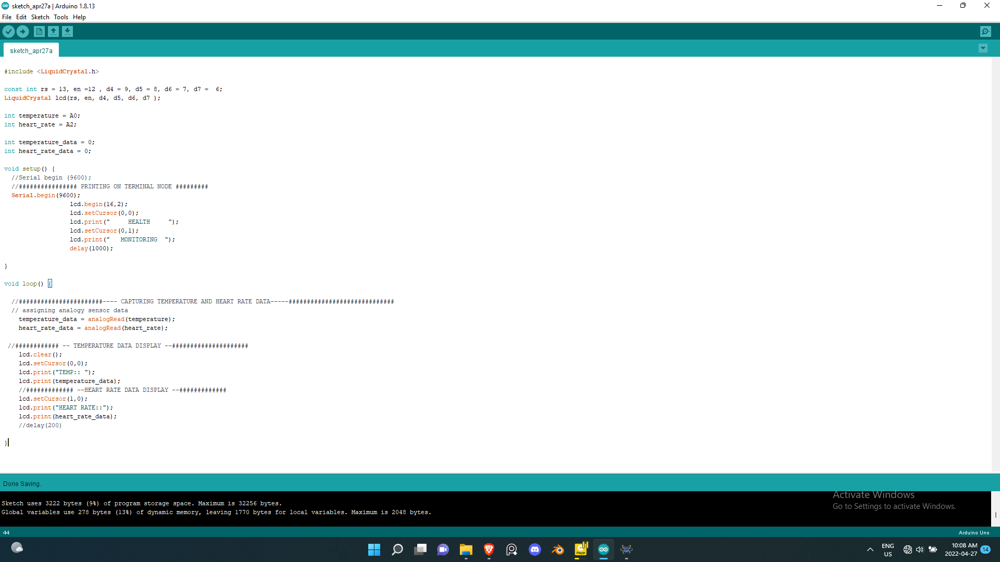 sketch_apr27a | Arduino 1.8.13
File Edit Sketch Tools Help
sketch_apr27a
#include <LiquidCrystal.h>
const int rs = 13, en =12 , d4 = 9, d5 = 8, d6 = 7, d7 =  6;
LiquidCrystal lcd(rs, en, d4, d5, d6, d7 );
int temperature = A0;
int heart_rate = A2;
int temperature_data = 0;
int heart_rate_data = 0;
void setup() {
//Serial begin (9600);
//################ PRINTING ON TERMINAL NODE #########
Serial.begin(9600);
lcd.begin(16,2);
lcd.setCursor(0,0);
lcd.print("     HEALTH     ");
lcd.setCursor(0,1);
lcd.print("   MONITORING  ");
delay(1000);
}
void loop() {
//#######################---- CAPTURING TEMPERATURE AND HEART RATE DATA-----#############################
// assigning analogy sensor data
temperature_data = analogRead(temperature);
heart_rate_data = analogRead(heart_rate);
//############ -- TEMPERATURE DATA DISPLAY --#####################
lcd.clear();
lcd.setCursor(0,0);
lcd.print("TEMP:: ");
lcd.print(temperature_data);
//############# --HEART RATE DATA DISPLAY --#############
lcd.setCursor(1,0);
lcd.print("HEART RATE::");
lcd.print(heart_rate_data);
//delay(200)
}
Done Saving.
Activate Windows
Go to Settings to activate Windows.
Sketch uses 3222 bytes (9%) of program storage space. Maximum is 32256 bytes.
Global variables use 278 bytes (13%) of dynamic memory, leaving 1770 bytes for local variables. Maximum is 2048 bytes.
44
Arduino Uno
Player
ENG
US
10:08 AM
2022-04-27
14